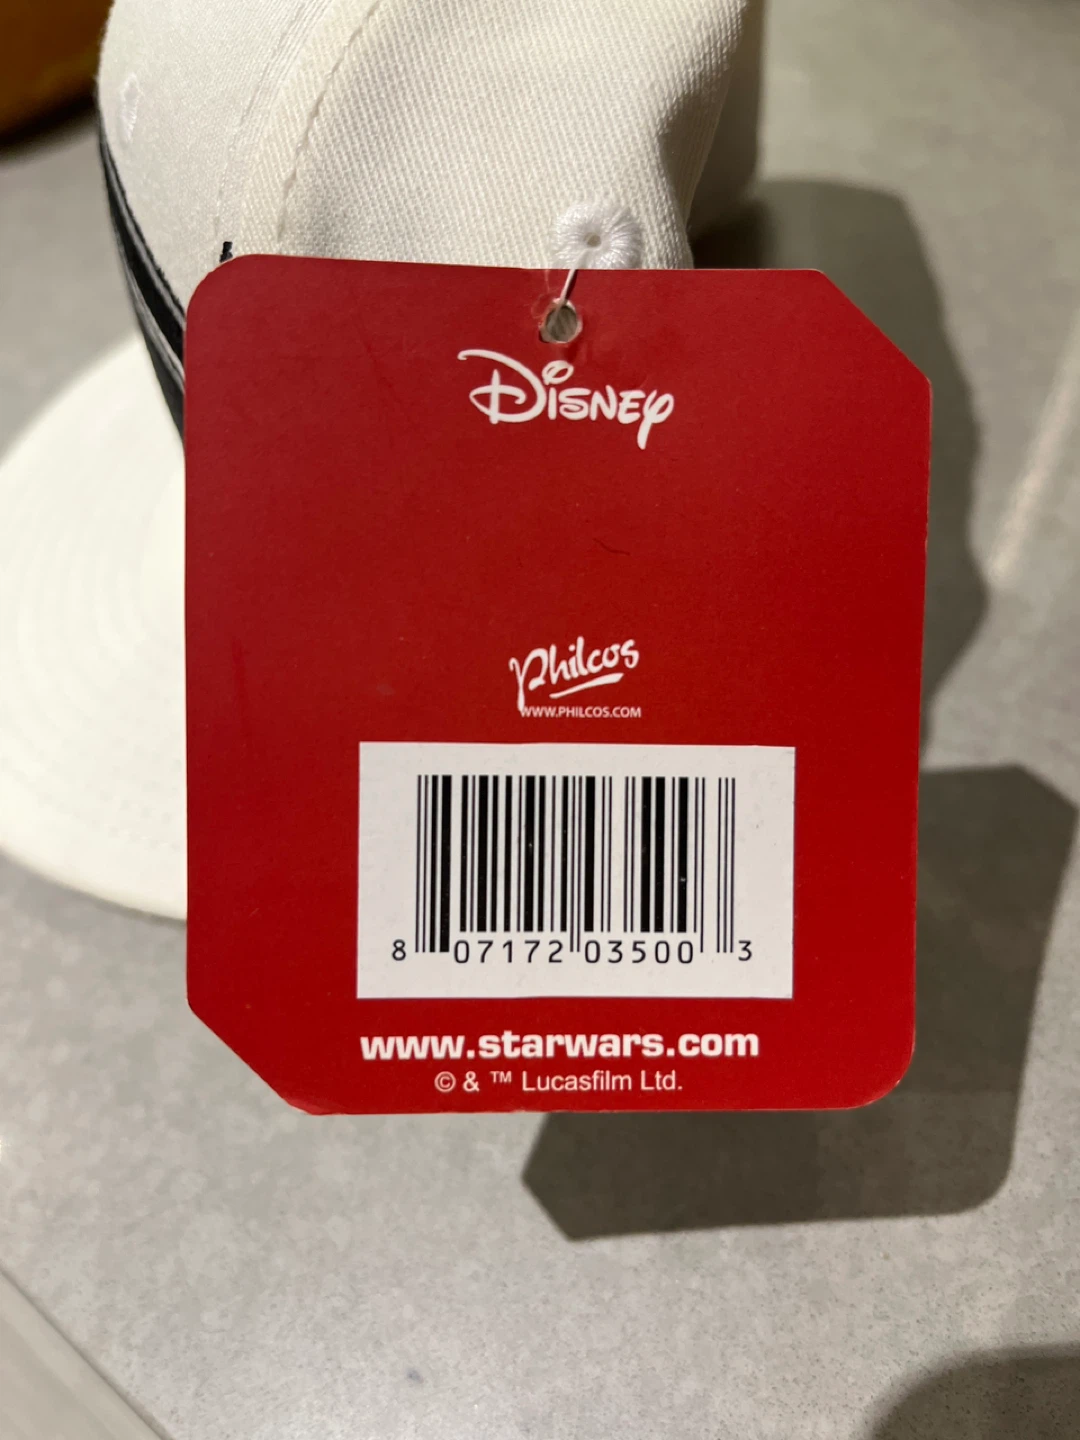 Disney
Philcos
WWW.PHILCOS.COM
8 07172 03500 3
www.starwars.com
© & ™ Lucasfilm Ltd.